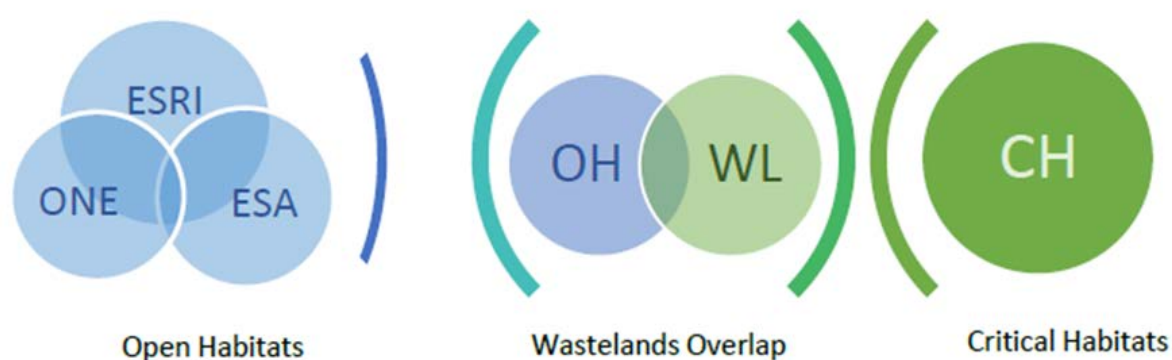 ESRI
ONE
ESA
Open Habitats
OH
WL
Wastelands Overlap
CH
Critical Habitats